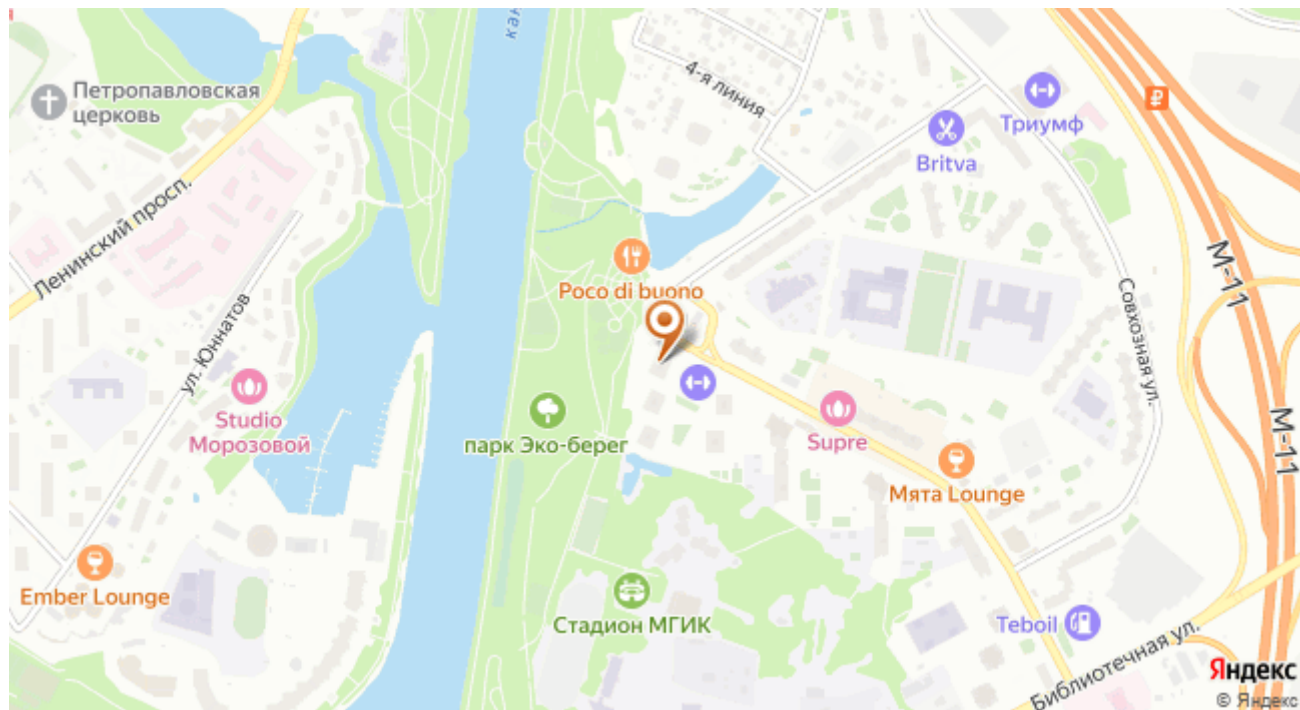 кан
4-я линия
Петропавловская
церковь
Триумф
Britva
Ленинский просп.
М-11
Poco di buono
Совхозная ул.
ул. Юннатов
Studio
Морозовой
парк Эко-берег
Supre
М-11
Мята Lounge
Ember Lounge
Стадион МГИК
Teboil
Библиотечная ул.
Яндекс
© Яндекс